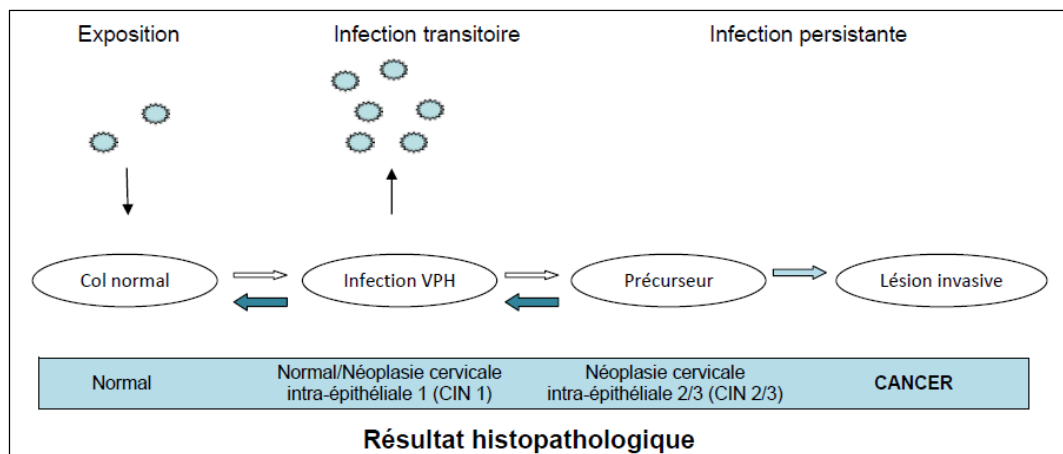 Exposition
Infection transitoire
Infection persistante
Col normal
Infection VPH
Précurseur
Lésion invasive
Normal
Normal/Néoplasie cervicale
intra-épithéliale 1 (CIN 1)
Néoplasie cervicale
intra-épithéliale 2/3 (CIN 2/3)
CANCER
Résultat histopathologique